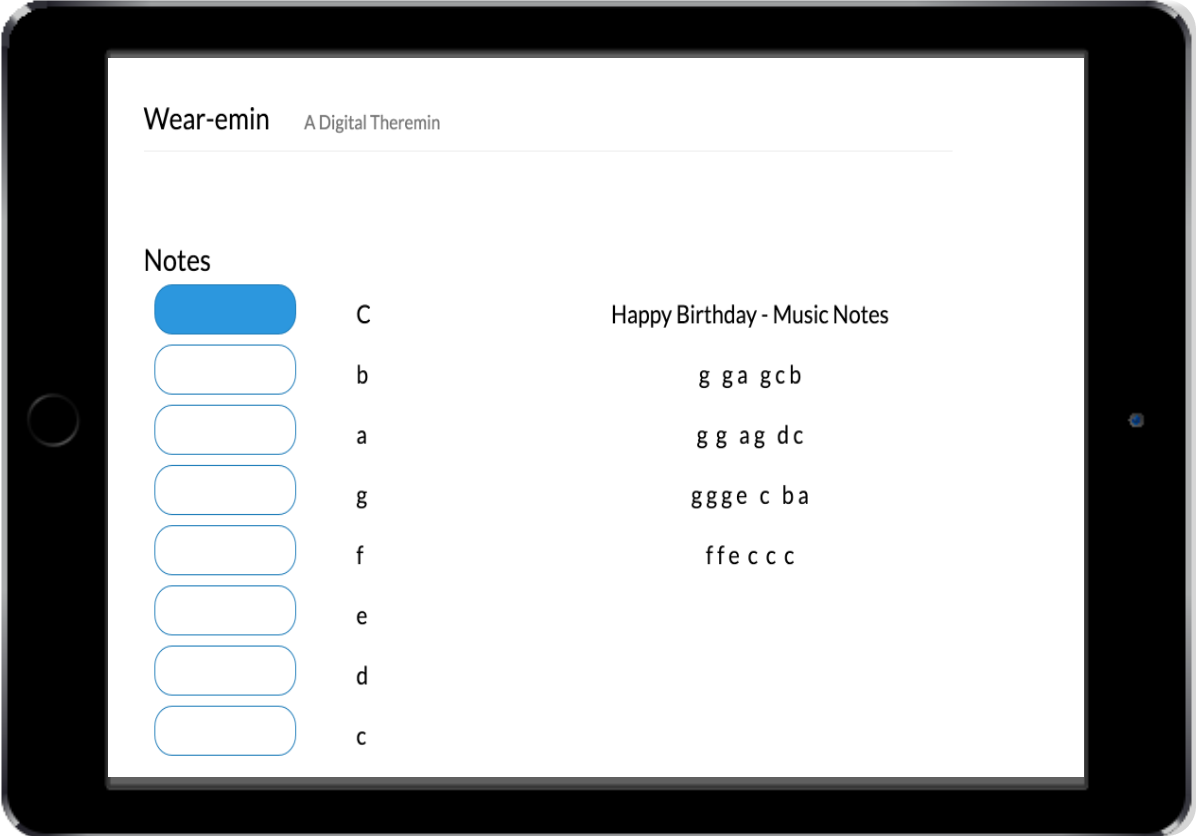 Wear-emin A Digital Theremin
Notes
C Happy Birthday - Music Notes
b g ga gcb
a g g ag dc
g ggge c ba
f ffe c c c
e
d
c